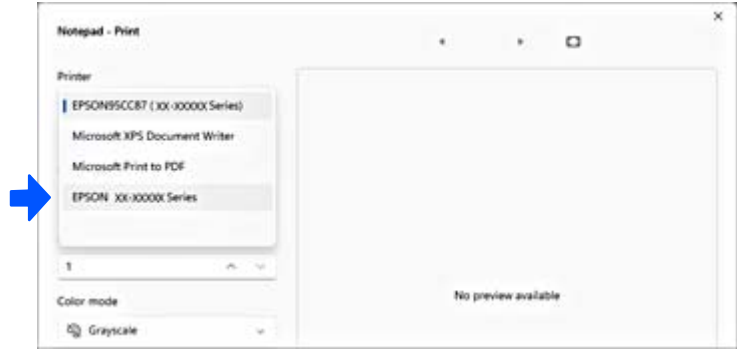 Notepad - Print
Printer
EPSON95CC87 (XX-XXXXX Series)
Microsoft XPS Document Writer
Microsoft Print to PDF
EPSON XX-XXXXX Series
1
Color mode
Grayscale
No preview available